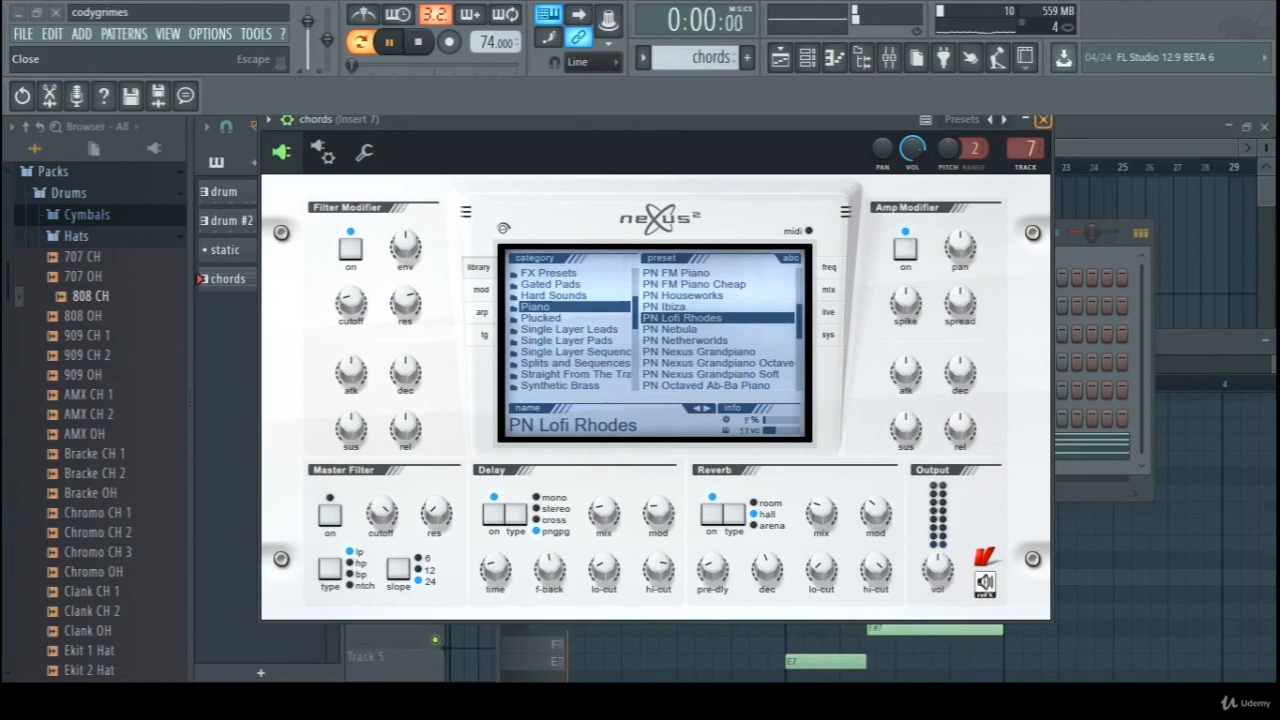 codygrimes
FILE EDIT ADD PATTERNS VIEW OPTIONS TOOLS ?
Close Escape
3.2
74.000
Line
0:00:00
M:S:CS
chords
10 559 MB
4
04/24 FL Studio 12.9 BETA 6
Browser - All
Packs
Drums
Cymbals
Hats
707 CH
707 OH
808 CH
808 OH
909 CH 1
909 CH 2
909 OH
AMX CH 1
AMX CH 2
AMX OH
Bracke CH 1
Bracke CH 2
Bracke OH
Chromo CH 1
Chromo CH 2
Chromo CH 3
Chromo OH
Clank CH 1
Clank CH 2
Clank OH
Ekit 1 Hat
Ekit 2 Hat
drum
drum #2
static
chords
chords (Insert 7)
Presets
PAN VOL PITCH RANGE TRACK
2 7
23 24 25 26 27 28 29
4
Filter Modifier
on env
cutoff res
atk dec
sus rel
nexus²
midi
library
mod
arp
tg
category
FX Presets
Gated Pads
Hard Sounds
Piano
Plucked
Single Layer Leads
Single Layer Pads
Single Layer Sequenc
Splits and Sequences
Straight From The Tra
Synthetic Brass
preset abc
PN FM Piano
PN FM Piano Cheap
PN Houseworks
PN Ibiza
PN Lofi Rhodes
PN Nebula
PN Netherworlds
PN Nexus Grandpiano
PN Nexus Grandpiano Octave
PN Nexus Grandpiano Soft
PN Octaved Ab-Ba Piano
name info
PN Lofi Rhodes
7 %
13 vc
freq
mix
live
sys
Amp Modifier
on pan
spike spread
atk dec
sus rel
Master Filter
on cutoff res
lp
hp
bp
ntch
type slope
6
12
24
Delay
on type
mono
stereo
cross
pngpg
mix mod
time f-back lo-cut hi-cut
Reverb
on type
room
hall
arena
mix mod
pre-dly dec lo-cut hi-cut
Output
vol
reFX
Track 5
E7
E7
Udemy